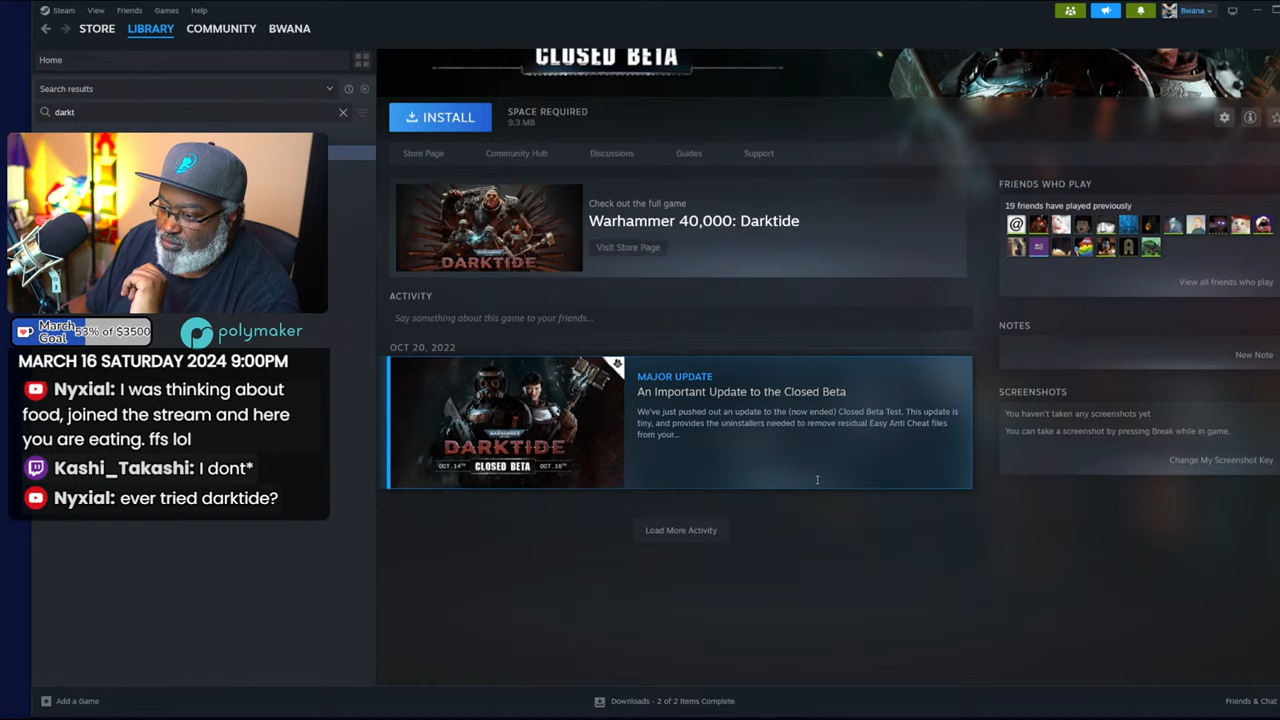 Steam View Friends Games Help
Bwana
STORE LIBRARY COMMUNITY BWANA
Home
Search results
darkt
CLOSED BETA
INSTALL
SPACE REQUIRED
9.3 MB
Store Page Community Hub Discussions Guides Support
Check out the full game
Warhammer 40,000: Darktide
Visit Store Page
DARKTIDE
ACTIVITY
Say something about this game to your friends...
OCT 20, 2022
MAJOR UPDATE
An Important Update to the Closed Beta
We've just pushed out an update to the (now ended) Closed Beta Test. This update is
tiny, and provides the uninstallers needed to remove residual Easy Anti Cheat files
from your...
WARHAMMER
DARKTIDE
OCT.14TH CLOSED BETA OCT.16TH
Load More Activity
FRIENDS WHO PLAY
19 friends have played previously
View all friends who play
NOTES
New Note
SCREENSHOTS
You haven't taken any screenshots yet
You can take a screenshot by pressing Break while in game.
Change My Screenshot Key
March
Goal
53% of $3500
polymaker
MARCH 16 SATURDAY 2024 9:00PM
Nyxial: I was thinking about
food, joined the stream and here
you are eating. ffs lol
Kashi_Takashi: I dont*
Nyxial: ever tried darktide?
Add a Game
Downloads - 2 of 2 Items Complete
Friends & Chat